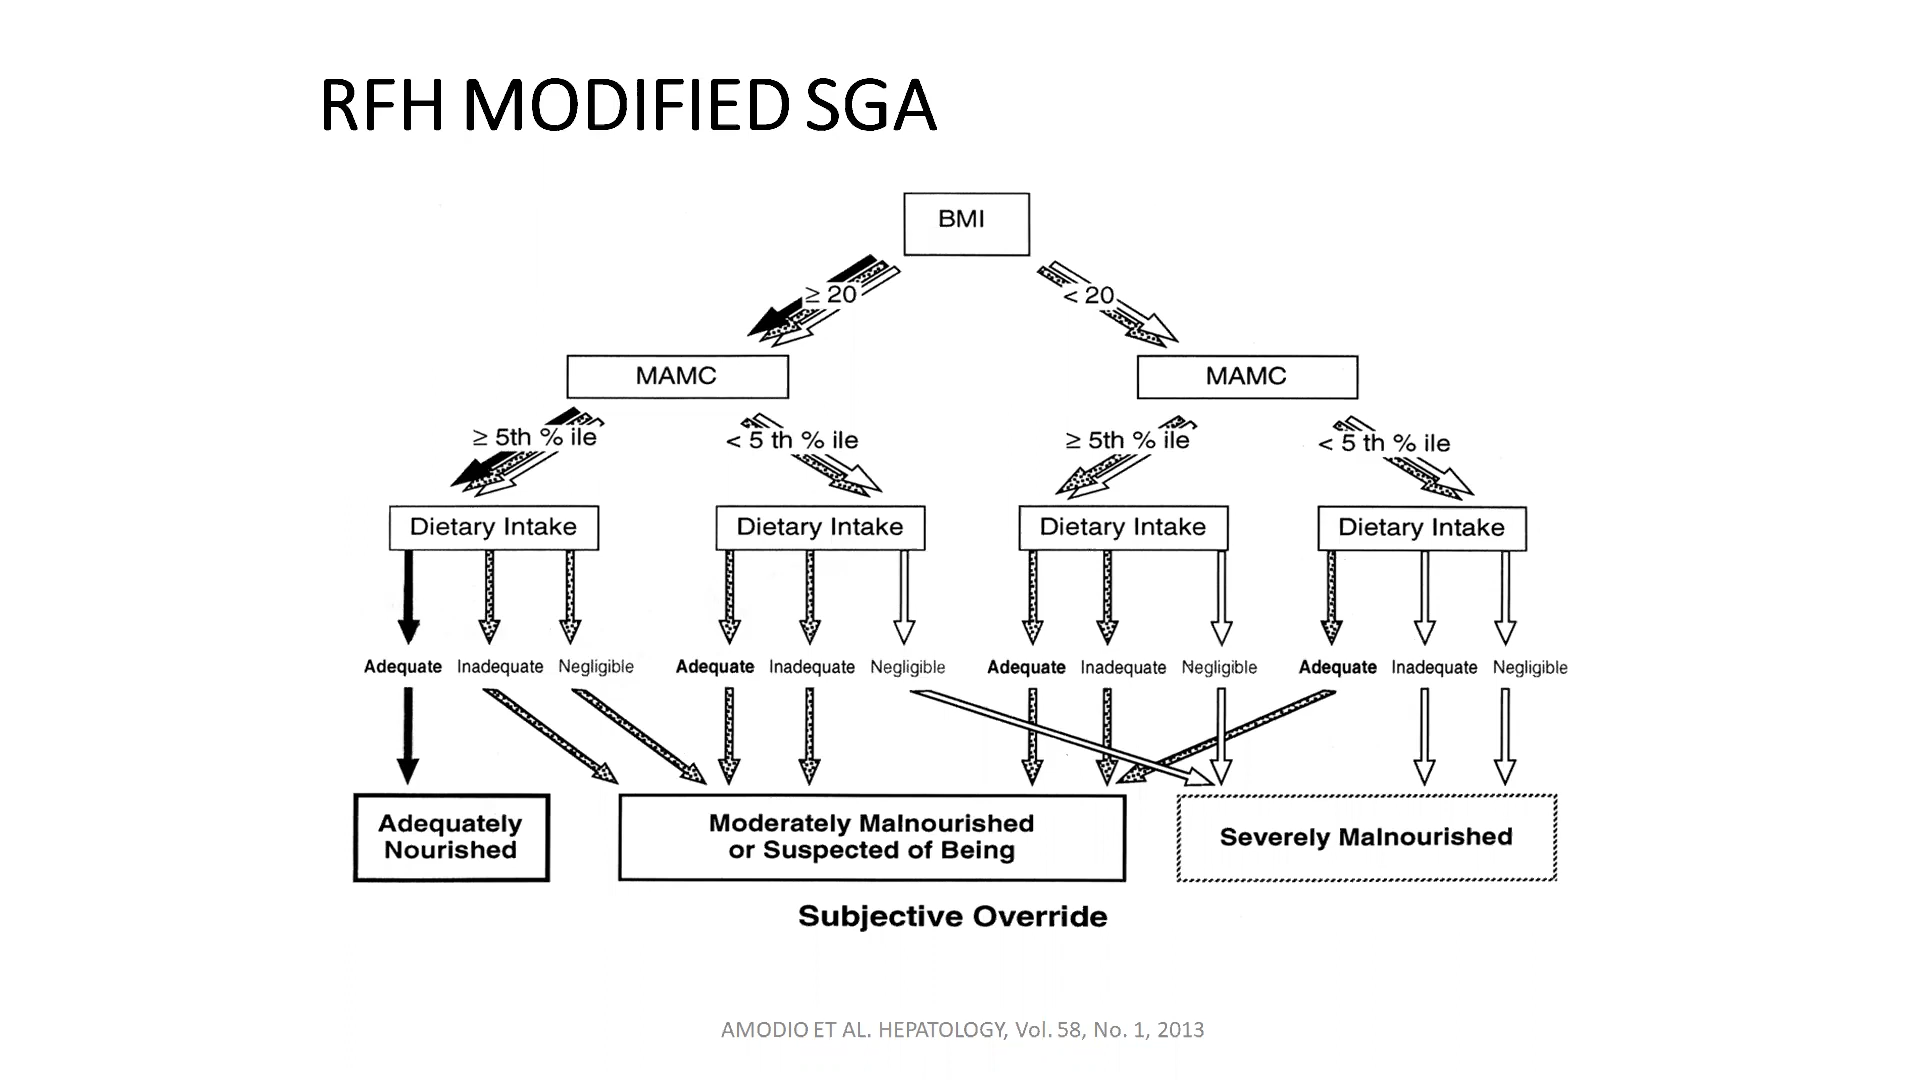 RFH MODIFIED SGA
BMI
≥ 20
< 20
MAMC
MAMC
≥ 5th % ile
< 5 th % ile
≥ 5th % ile
< 5 th % ile
Dietary Intake
Dietary Intake
Dietary Intake
Dietary Intake
Adequate Inadequate Negligible
Adequate Inadequate Negligible
Adequate Inadequate Negligible
Adequate Inadequate Negligible
Adequately
Nourished
Moderately Malnourished
or Suspected of Being
Severely Malnourished
Subjective Override
AMODIO ET AL. HEPATOLOGY, Vol. 58, No. 1, 2013